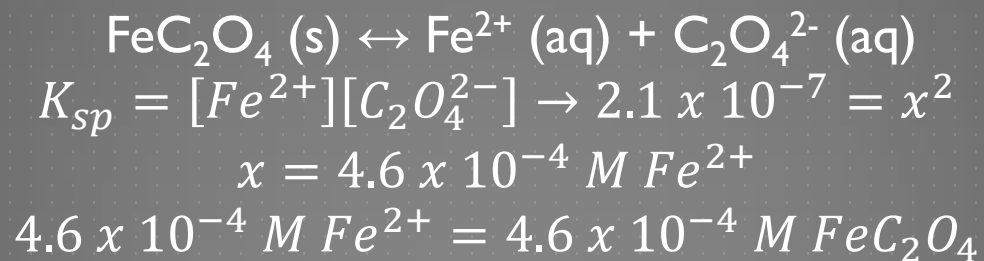 FeC₂O₄ (s) ↔ Fe²⁺ (aq) + C₂O₄²⁻ (aq)
K_sp = [Fe²⁺][C₂O₄²⁻] → 2.1 x 10⁻⁷ = x²
x = 4.6 x 10⁻⁴ M Fe²⁺
4.6 x 10⁻⁴ M Fe²⁺ = 4.6 x 10⁻⁴ M FeC₂O₄